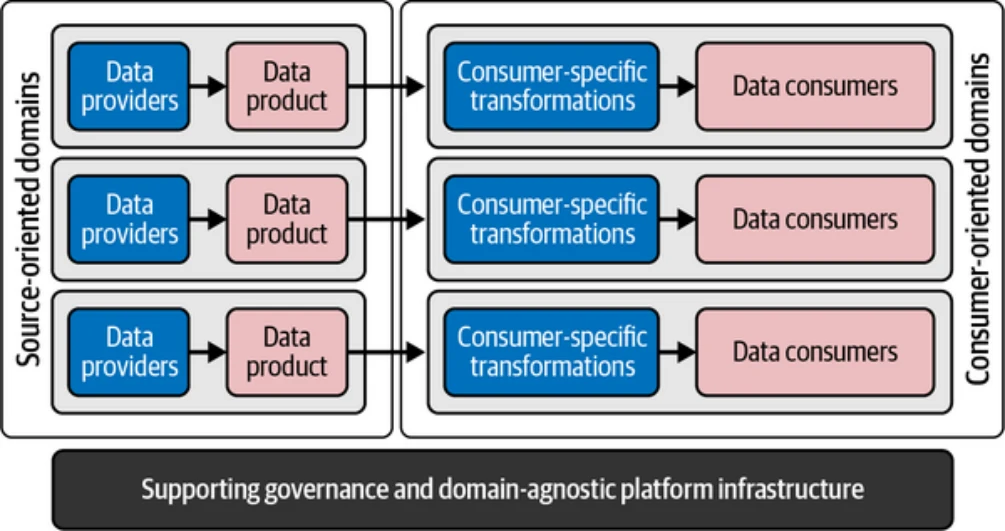 Source-oriented domains
Data
providers
Data
product
Consumer-specific
transformations
Data consumers
Data
providers
Data
product
Consumer-specific
transformations
Data consumers
Data
providers
Data
product
Consumer-specific
transformations
Data consumers
Consumer-oriented domains
Supporting governance and domain-agnostic platform infrastructure